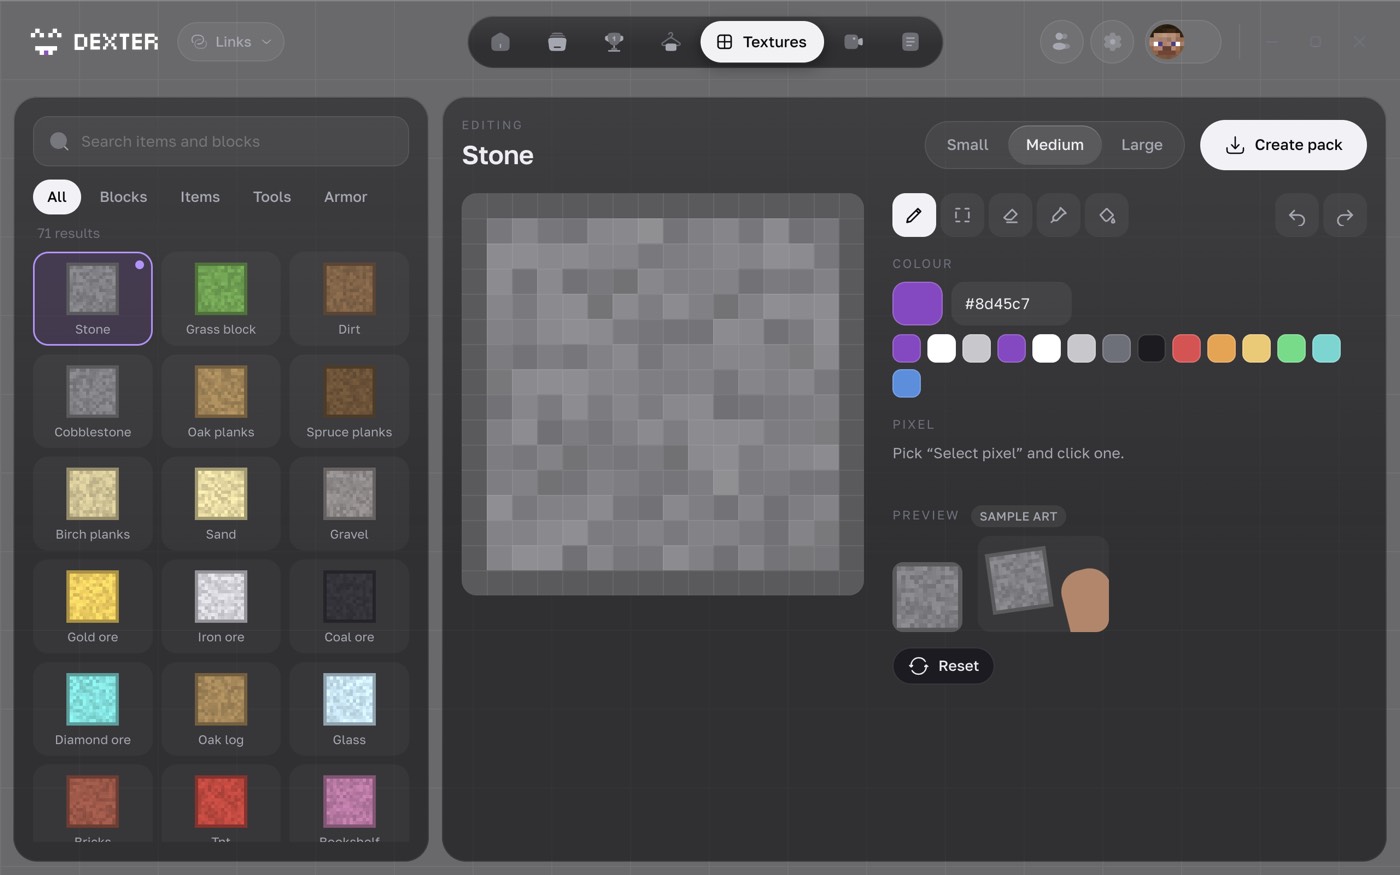 DEXTER
Links
Textures
Search items and blocks
All
Blocks
Items
Tools
Armor
71 results
Stone
Grass block
Dirt
Cobblestone
Oak planks
Spruce planks
Birch planks
Sand
Gravel
Gold ore
Iron ore
Coal ore
Diamond ore
Oak log
Glass
Bricks
Tnt
Bookshelf
EDITING
Stone
Small
Medium
Large
Create pack
COLOUR
#8d45c7
PIXEL
Pick “Select pixel” and click one.
PREVIEW
SAMPLE ART
Reset